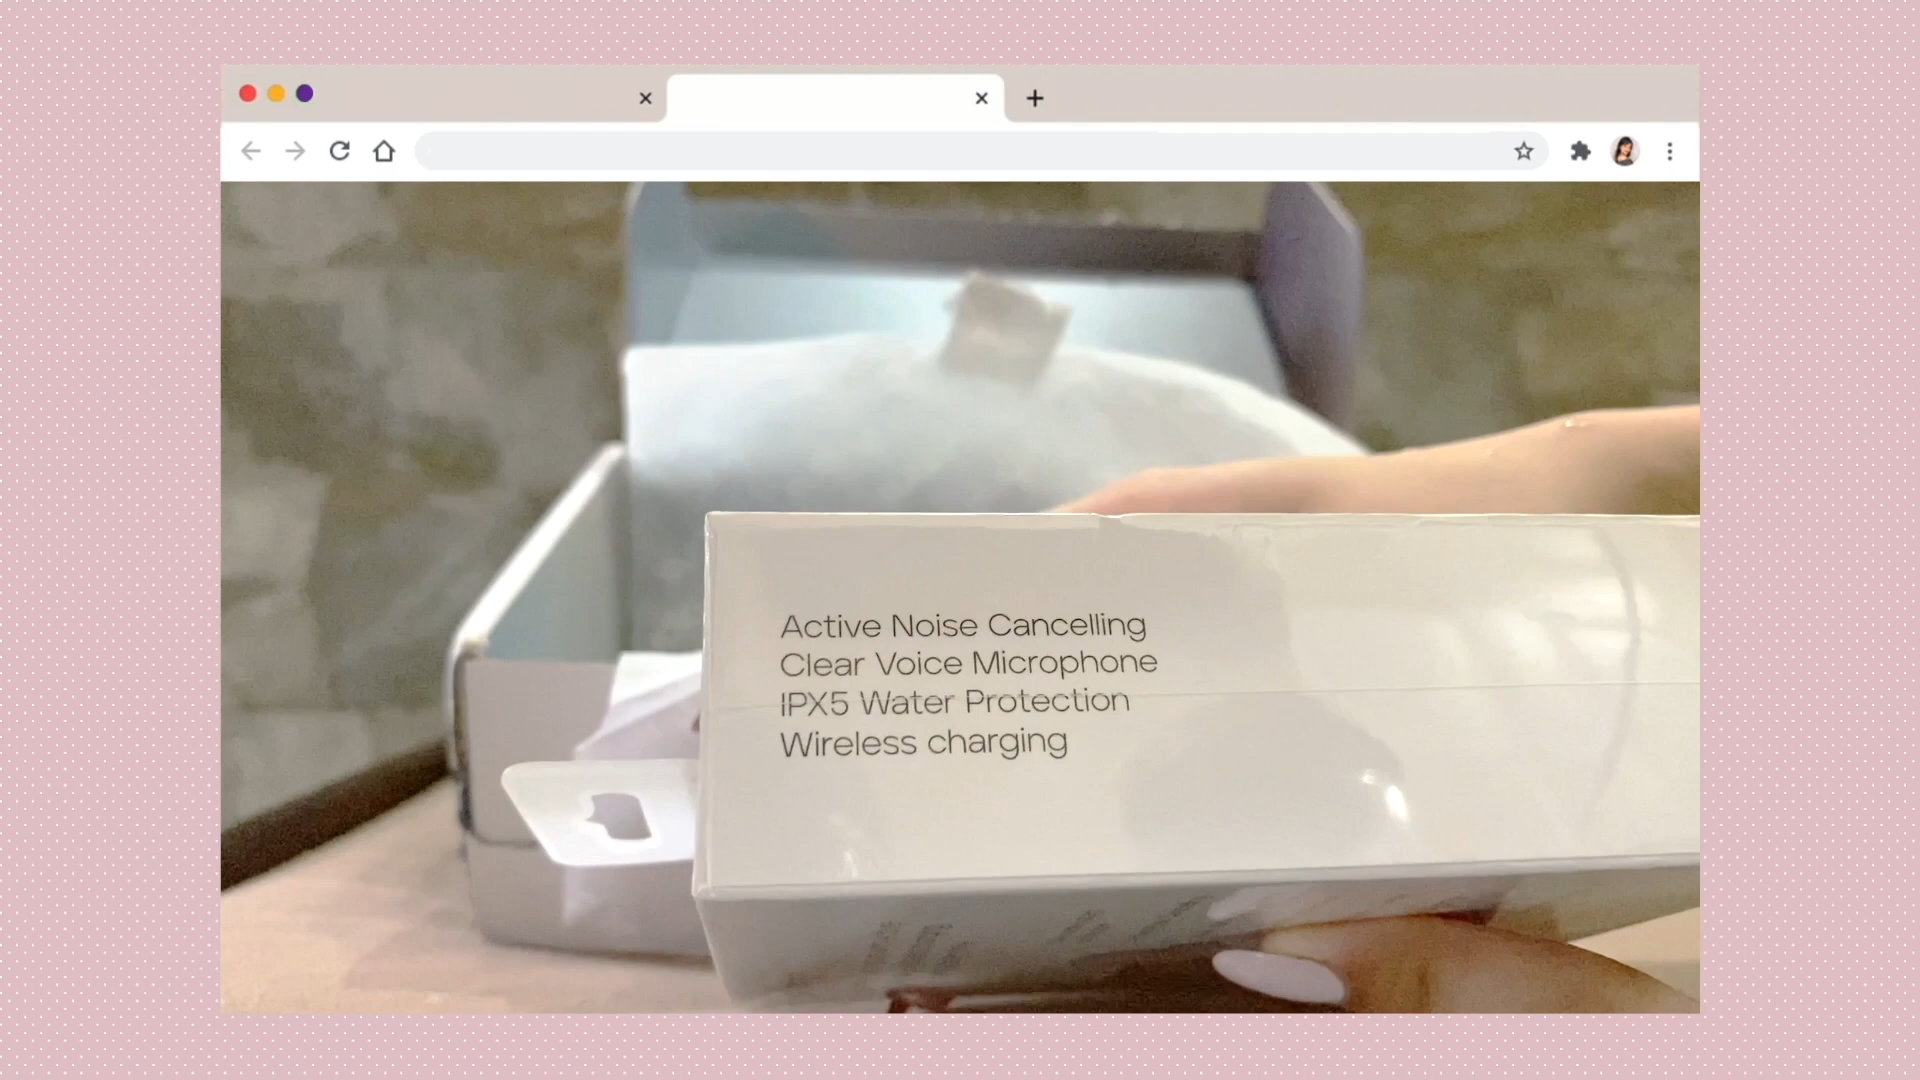 Active Noise Cancelling
Clear Voice Microphone
IPX5 Water Protection
Wireless charging